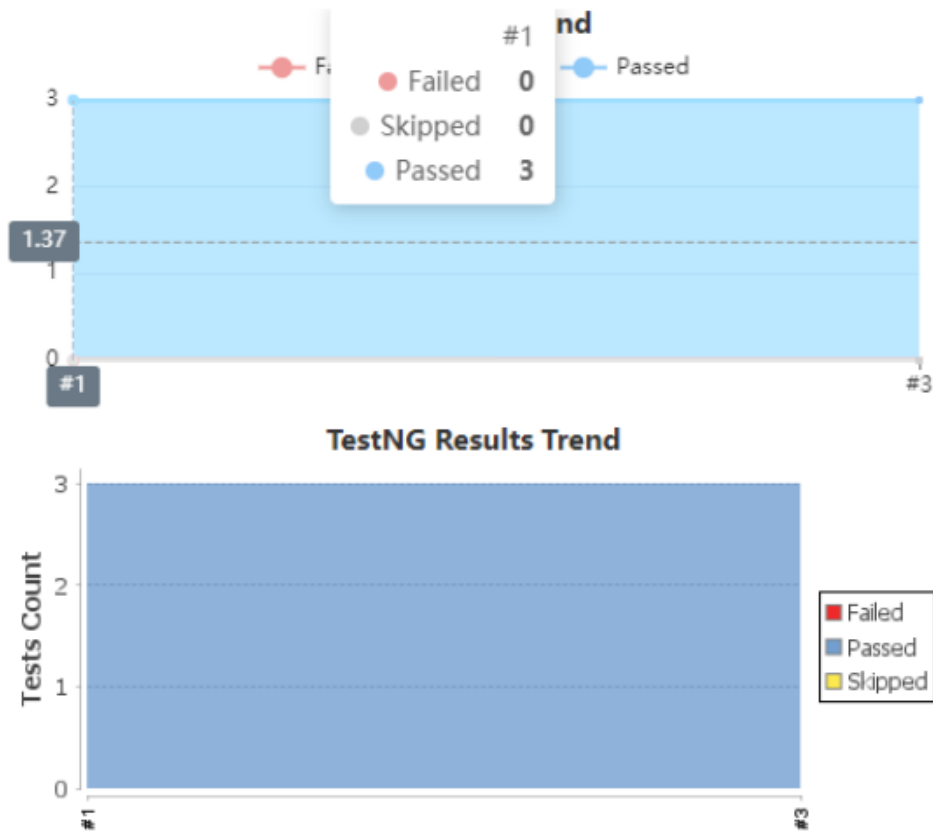 nd
#1
Failed 0
Skipped 0
Passed 3
Passed
3
2
1.37
1
0
#1
#3
TestNG Results Trend
3
2
1
0
Tests Count
Failed
Passed
Skipped
#1
#3